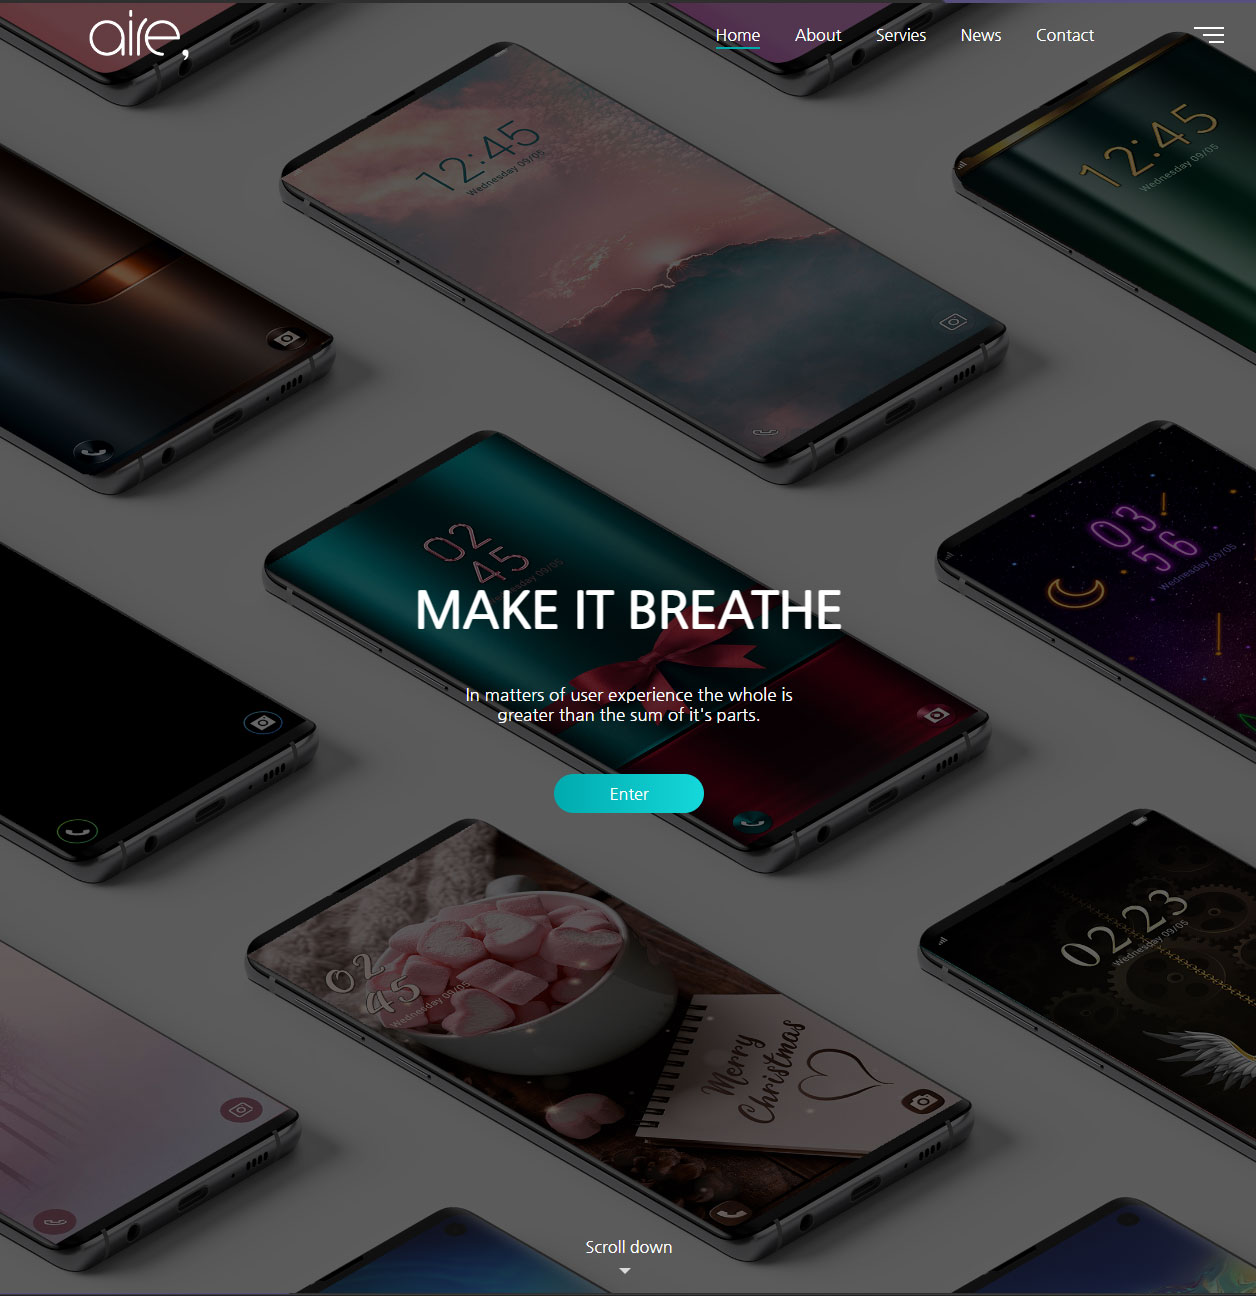 aire,
Home About Servies News Contact
12:45
Wednesday 09/05
12:45
Wednesday 09/05
02
45
Wednesday 09/05
03
56
Wednesday 09/05
MAKE IT BREATHE
In matters of user experience the whole is
greater than the sum of it's parts.
Enter
02
45
Wednesday 09/05
02:23
Wednesday 09/05
Merry
Christmas
Scroll down